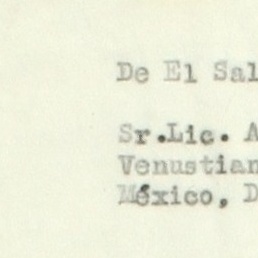 De El Sal
Sr.Lic. A
Venustian
México, D